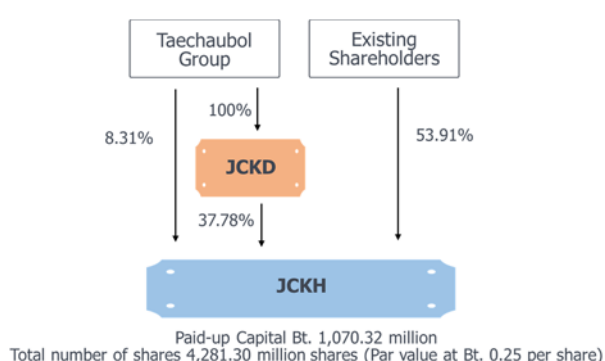 Taechaubol
Group
Existing
Shareholders
100%
8.31%
53.91%
JCKD
37.78%
JCKH
Paid-up Capital Bt. 1,070.32 million
Total number of shares 4,281.30 million shares (Par value at Bt. 0.25 per share)